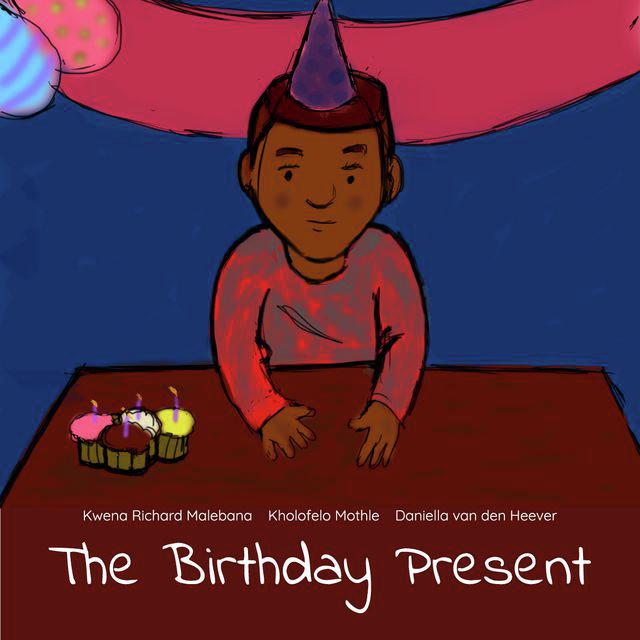 Kwena Richard Malebana Kholofelo Mothle Daniella van den Heever
The Birthday Present